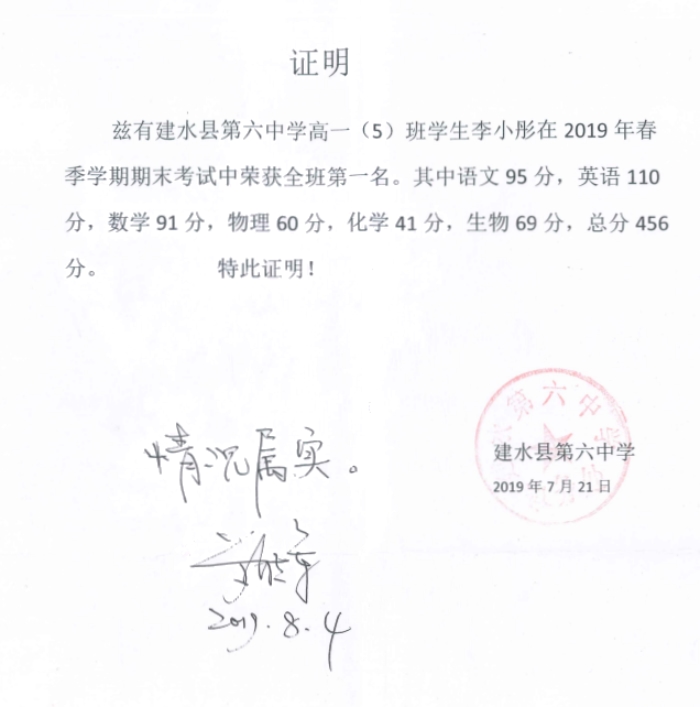 证明
兹有建水县第六中学高一（5）班学生李小彤在 2019 年春
季学期期末考试中荣获全班第一名。其中语文 95 分，英语 110
分，数学 91 分，物理 60 分，化学 41 分，生物 69 分，总分 456
分。 特此证明！
第六中学
建水县第六中学
2019 年 7 月 21 日
情况属实。
2019.8.4